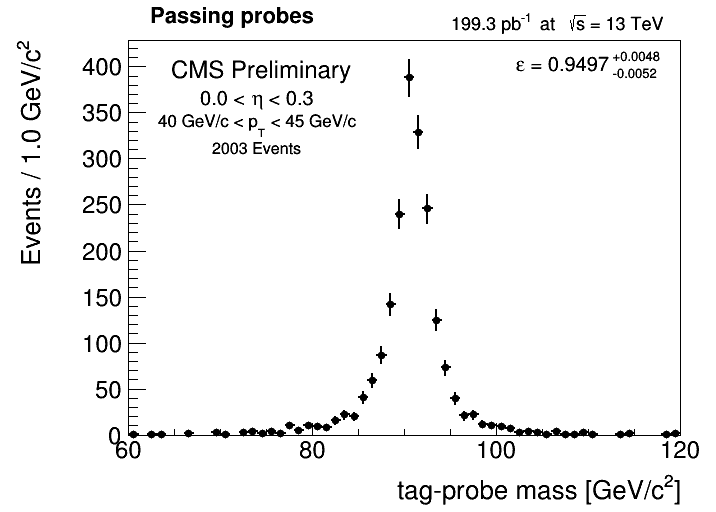 Passing probes
199.3 pb⁻¹ at √s = 13 TeV
CMS Preliminary
0.0 < η < 0.3
40 GeV/c < p_T < 45 GeV/c
2003 Events
ε = 0.9497 +0.0048 -0.0052
Events / 1.0 GeV/c²
400
350
300
250
200
150
100
50
0
60 80 100 120
tag-probe mass [GeV/c²]